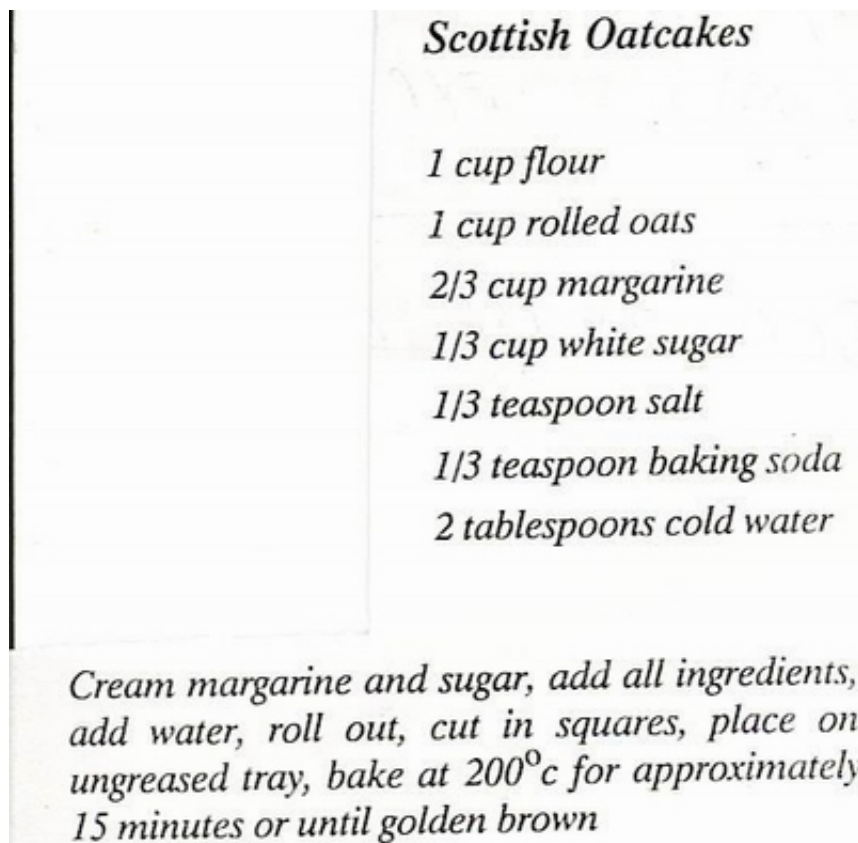 Scottish Oatcakes
1 cup flour
1 cup rolled oats
2/3 cup margarine
1/3 cup white sugar
1/3 teaspoon salt
1/3 teaspoon baking soda
2 tablespoons cold water
Cream margarine and sugar, add all ingredients,
add water, roll out, cut in squares, place on
ungreased tray, bake at 200°c for approximately
15 minutes or until golden brown